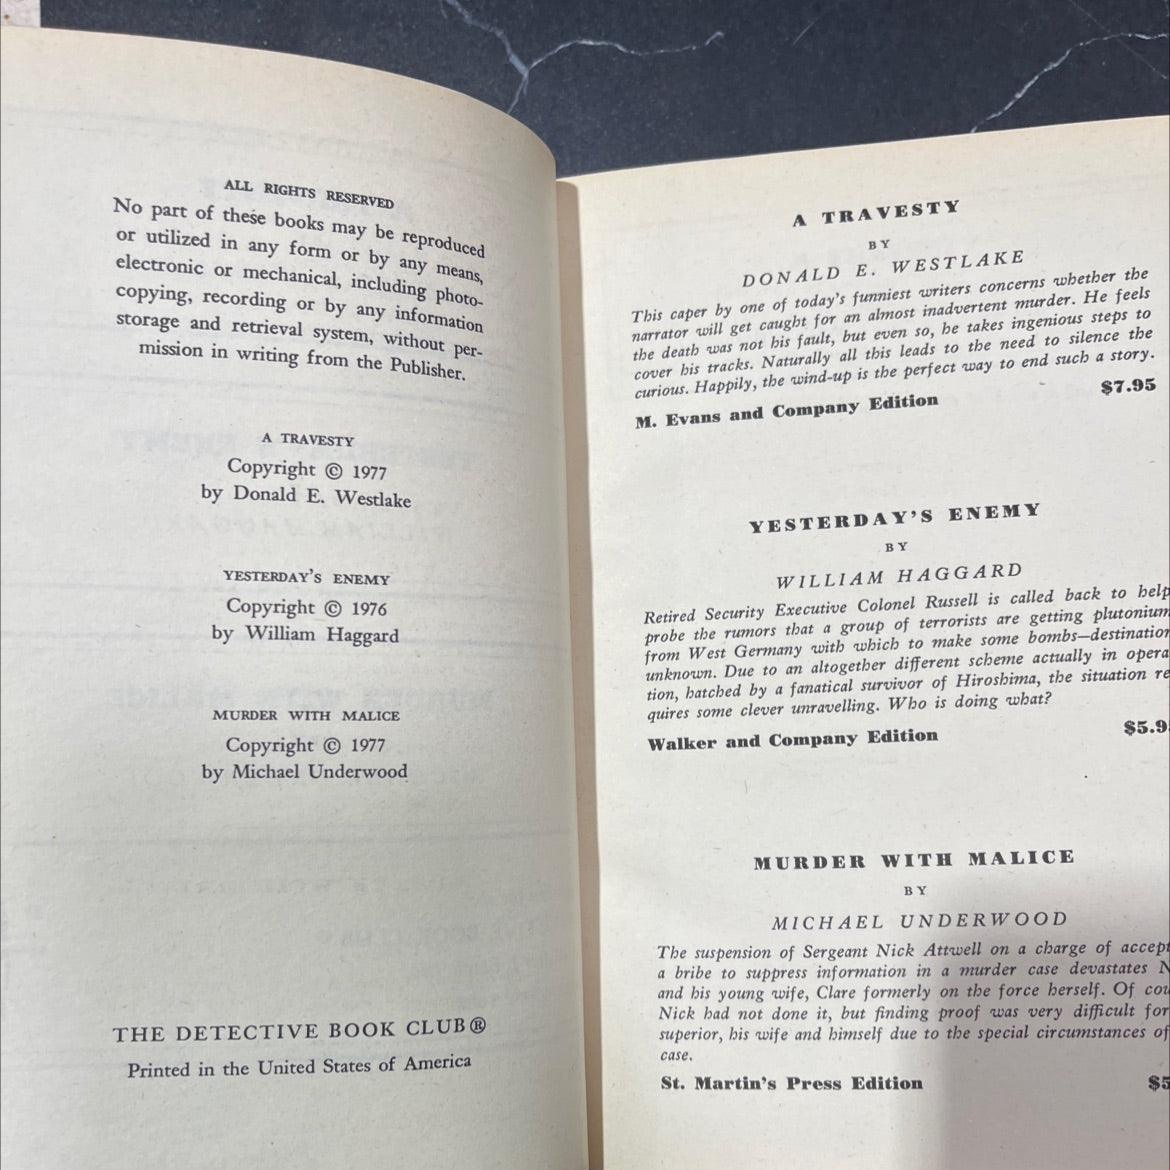 ALL RIGHTS RESERVED
No part of these books may be reproduced
or utilized in any form or by any means,
electronic or mechanical, including photo-
copying, recording or by any information
storage and retrieval system, without per-
mission in writing from the Publisher.
A TRAVESTY
Copyright © 1977
by Donald E. Westlake
YESTERDAY'S ENEMY
Copyright © 1976
by William Haggard
MURDER WITH MALICE
Copyright © 1977
by Michael Underwood
THE DETECTIVE BOOK CLUB®
Printed in the United States of America
A TRAVESTY
BY
DONALD E. WESTLAKE
This caper by one of today's funniest writers concerns whether the
narrator will get caught for an almost inadvertent murder. He feels
the death was not his fault, but even so, he takes ingenious steps to
cover his tracks. Naturally all this leads to the need to silence the
curious. Happily, the wind-up is the perfect way to end such a story.
M. Evans and Company Edition $7.95
YESTERDAY'S ENEMY
BY
WILLIAM HAGGARD
Retired Security Executive Colonel Russell is called back to help
probe the rumors that a group of terrorists are getting plutonium
from West Germany with which to make some bombs—destination
unknown. Due to an altogether different scheme actually in opera
tion, hatched by a fanatical survivor of Hiroshima, the situation re
quires some clever unravelling. Who is doing what?
Walker and Company Edition $5.9
MURDER WITH MALICE
BY
MICHAEL UNDERWOOD
The suspension of Sergeant Nick Attwell on a charge of accept
a bribe to suppress information in a murder case devastates N
and his young wife, Clare formerly on the force herself. Of cou
Nick had not done it, but finding proof was very difficult for
superior, his wife and himself due to the special circumstances of
case.
St. Martin's Press Edition $5